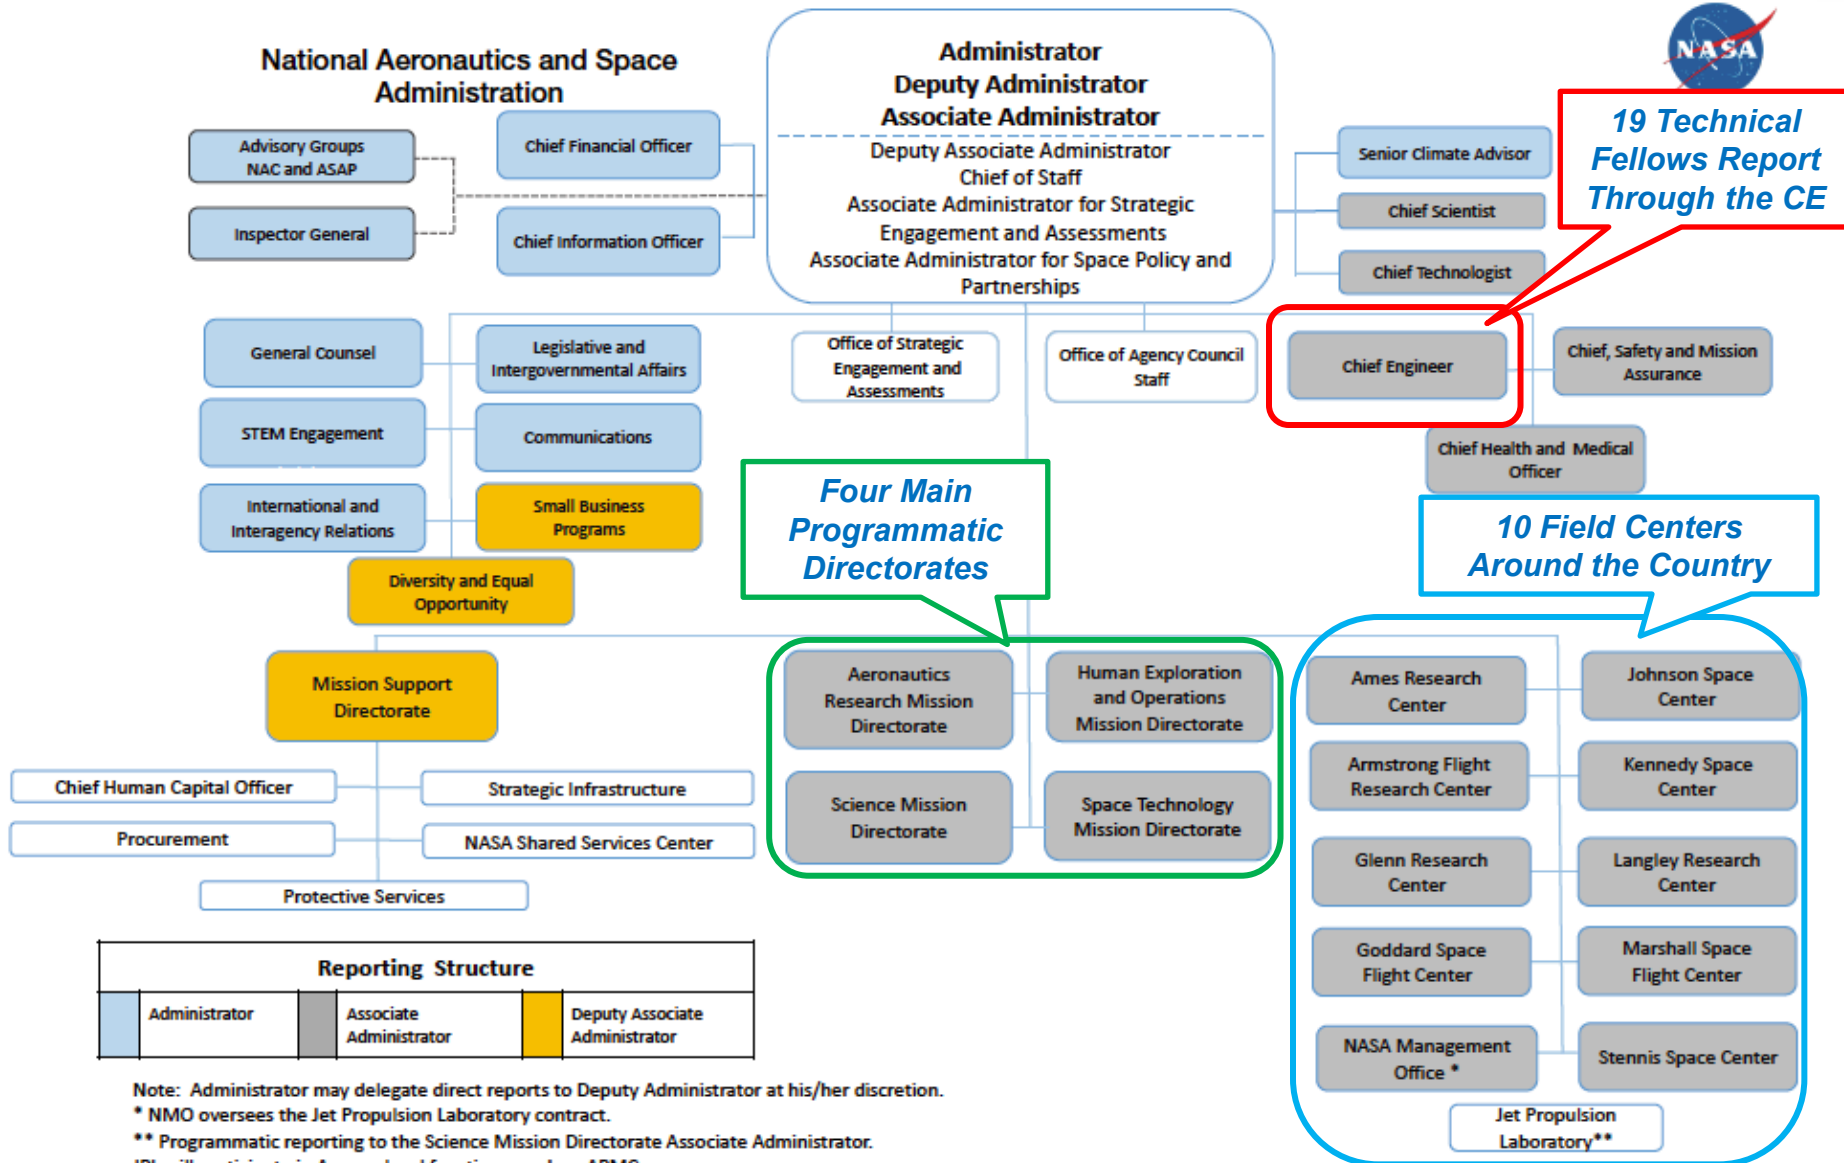 National Aeronautics and Space
Administration
Administrator
Deputy Administrator
Associate Administrator
Deputy Associate Administrator
Chief of Staff
Associate Administrator for Strategic
Engagement and Assessments
Associate Administrator for Space Policy and
Partnerships
NASA
19 Technical
Fellows Report
Through the CE
Advisory Groups
NAC and ASAP
Inspector General
Chief Financial Officer
Chief Information Officer
Senior Climate Advisor
Chief Scientist
Chief Technologist
General Counsel
Legislative and
Intergovernmental Affairs
STEM Engagement
Communications
International and
Interagency Relations
Small Business
Programs
Diversity and Equal
Opportunity
Office of Strategic
Engagement and
Assessments
Office of Agency Council
Staff
Chief Engineer
Chief, Safety and Mission
Assurance
Chief Health and Medical
Officer
Four Main
Programmatic
Directorates
10 Field Centers
Around the Country
Mission Support
Directorate
Chief Human Capital Officer
Strategic Infrastructure
Procurement
NASA Shared Services Center
Protective Services
Aeronautics
Research Mission
Directorate
Human Exploration
and Operations
Mission Directorate
Science Mission
Directorate
Space Technology
Mission Directorate
Ames Research
Center
Johnson Space
Center
Armstrong Flight
Research Center
Kennedy Space
Center
Glenn Research
Center
Langley Research
Center
Goddard Space
Flight Center
Marshall Space
Flight Center
NASA Management
Office *
Stennis Space Center
Jet Propulsion
Laboratory**
Reporting Structure
Administrator
Associate
Administrator
Deputy Associate
Administrator
Note: Administrator may delegate direct reports to Deputy Administrator at his/her discretion.
* NMO oversees the Jet Propulsion Laboratory contract.
** Programmatic reporting to the Science Mission Directorate Associate Administrator.